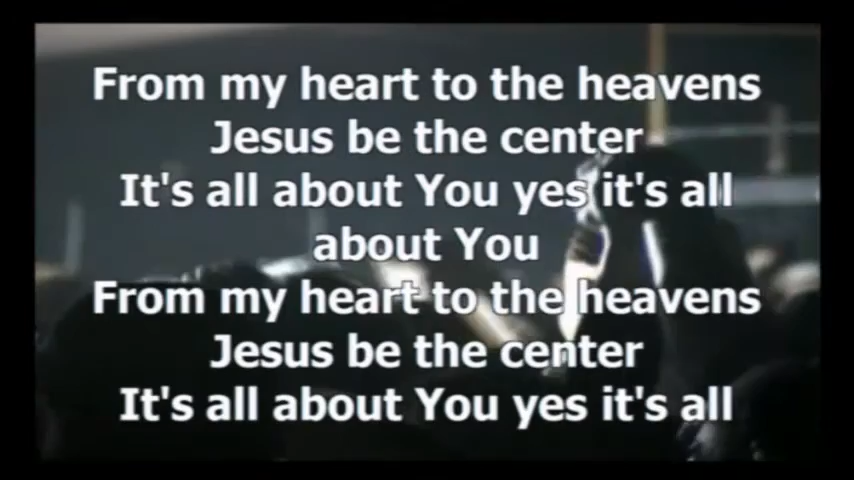 From my heart to the heavens
Jesus be the center
It's all about You yes it's all
about You
From my heart to the heavens
Jesus be the center
It's all about You yes it's all